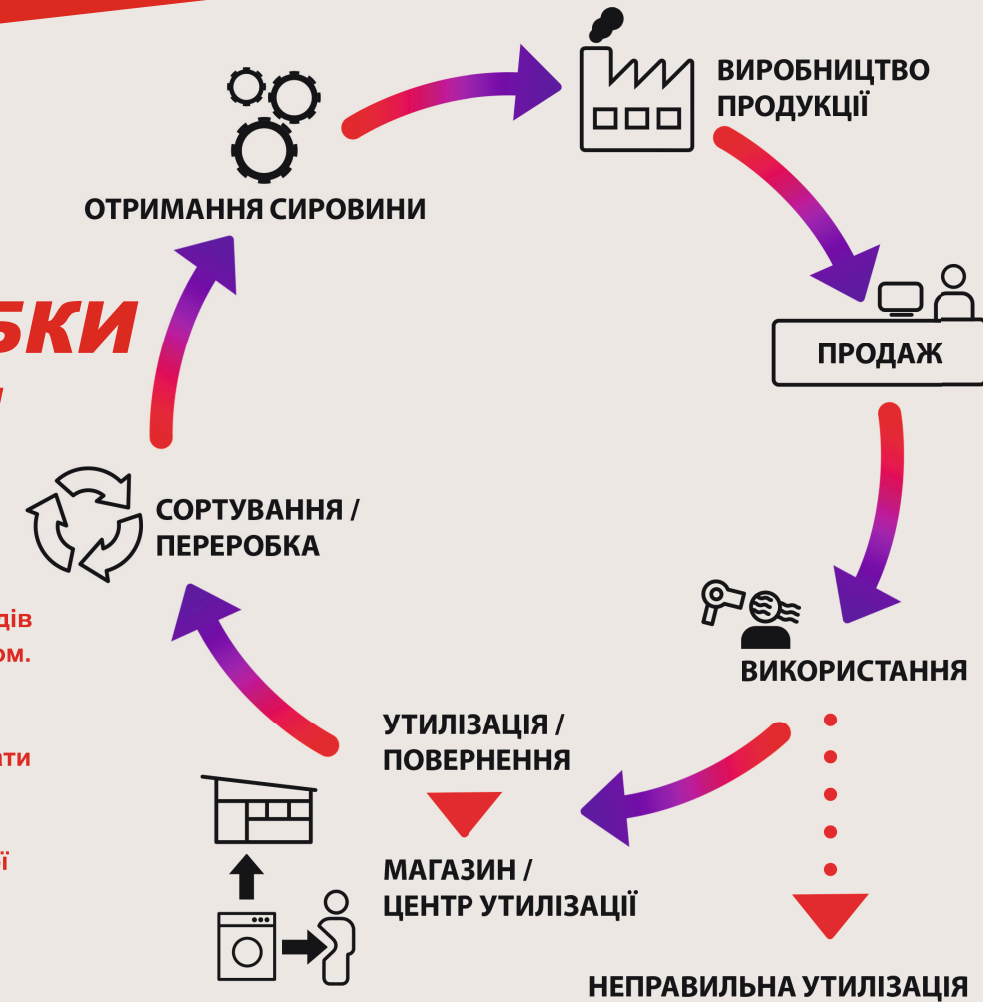 ВИРОБНИЦТВО
ПРОДУКЦІЇ
ОТРИМАННЯ СИРОВИНИ
ПРОДАЖ
СОРТУВАННЯ /
ПЕРЕРОБКА
ВИКОРИСТАННЯ
УТИЛІЗАЦІЯ /
ПОВЕРНЕННЯ
МАГАЗИН /
ЦЕНТР УТИЛІЗАЦІЇ
НЕПРАВИЛЬНА УТИЛІЗАЦІЯ